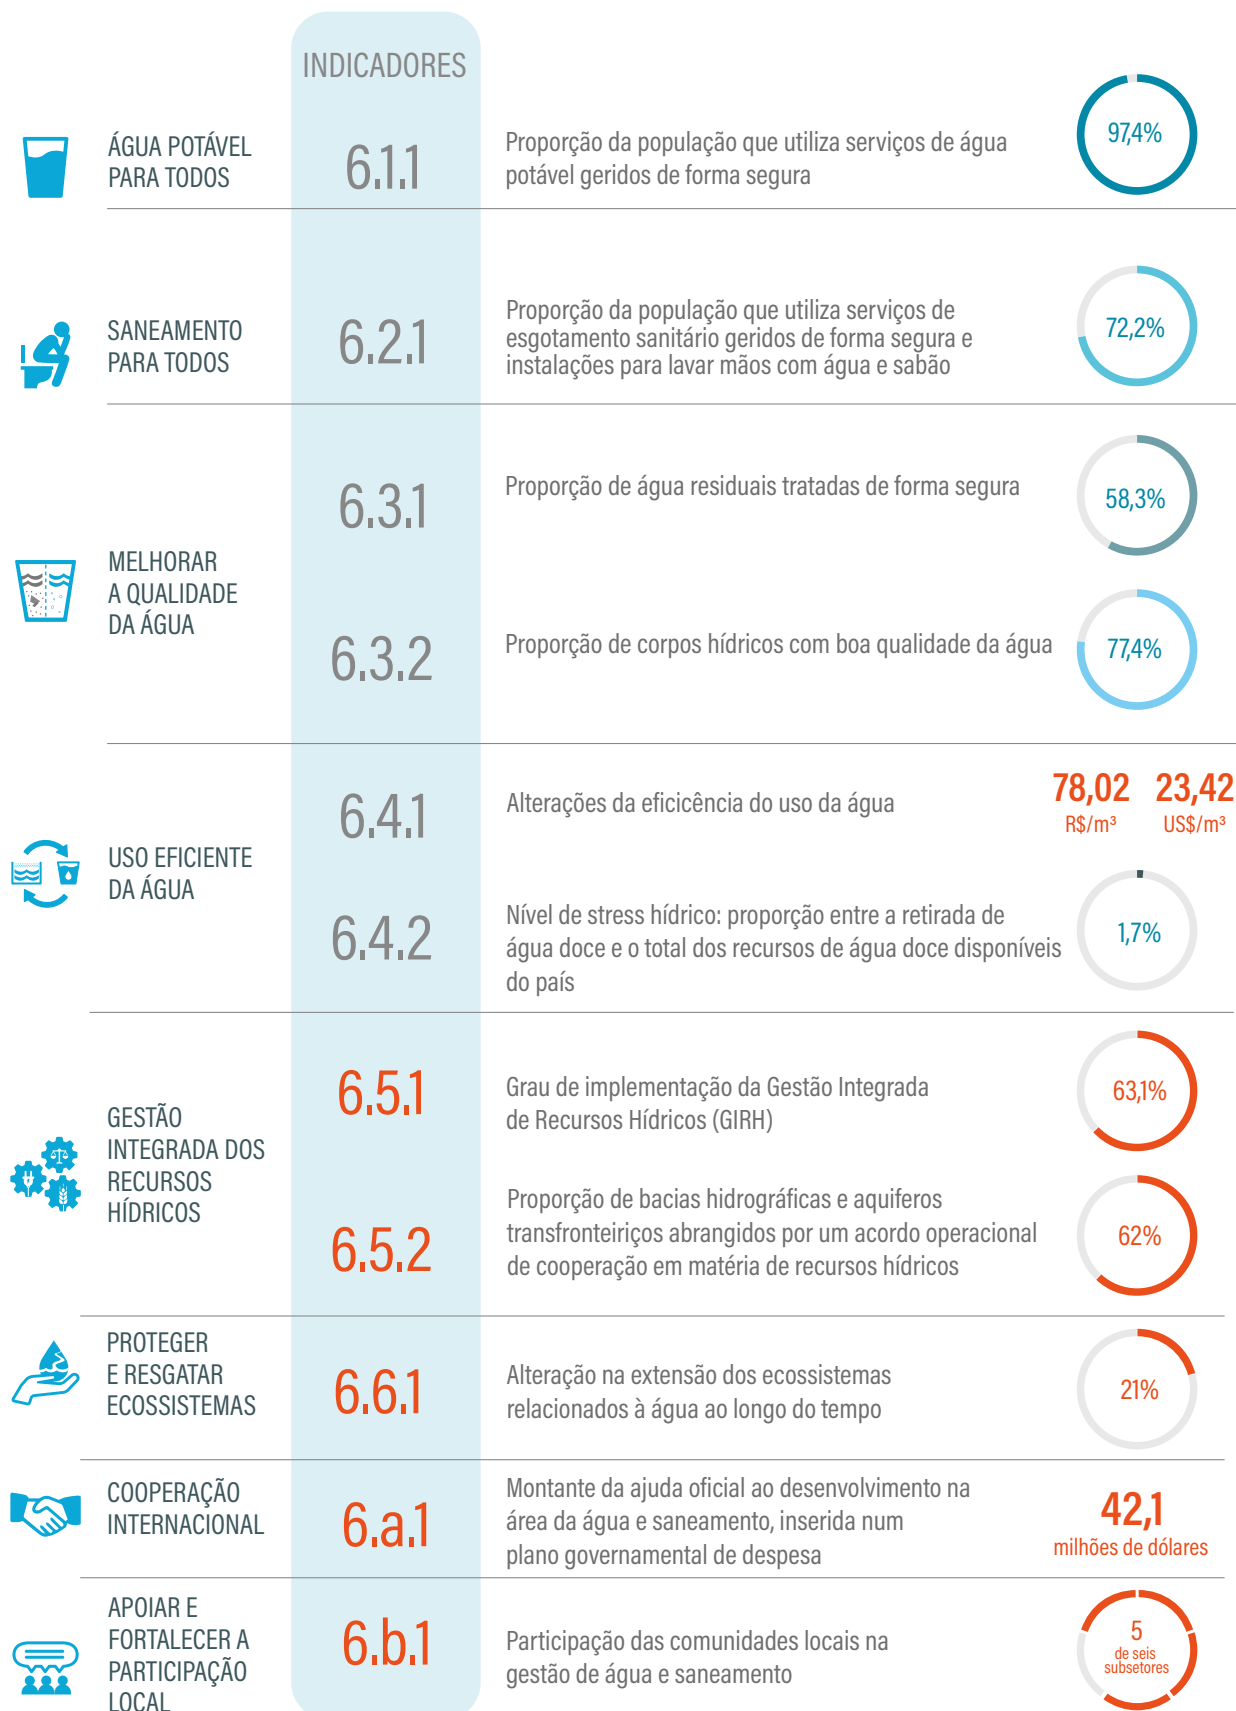 INDICADORES
ÁGUA POTÁVEL
PARA TODOS
6.1.1
Proporção da população que utiliza serviços de água
potável geridos de forma segura
97,4%
SANEAMENTO
PARA TODOS
6.2.1
Proporção da população que utiliza serviços de
esgotamento sanitário geridos de forma segura e
instalações para lavar mãos com água e sabão
72,2%
MELHORAR
A QUALIDADE
DA ÁGUA
6.3.1
Proporção de água residuais tratadas de forma segura
58,3%
6.3.2
Proporção de corpos hídricos com boa qualidade da água
77,4%
USO EFICIENTE
DA ÁGUA
6.4.1
Alterações da eficicência do uso da água
78,02 23,42
R$/m³ US$/m³
6.4.2
Nível de stress hídrico: proporção entre a retirada de
água doce e o total dos recursos de água doce disponíveis
do país
1,7%
GESTÃO
INTEGRADA DOS
RECURSOS
HÍDRICOS
6.5.1
Grau de implementação da Gestão Integrada
de Recursos Hídricos (GIRH)
63,1%
6.5.2
Proporção de bacias hidrográficas e aquiferos
transfronteiriços abrangidos por um acordo operacional
de cooperação em matéria de recursos hídricos
62%
PROTEGER
E RESGATAR
ECOSSISTEMAS
6.6.1
Alteração na extensão dos ecossistemas
relacionados à água ao longo do tempo
21%
COOPERAÇÃO
INTERNACIONAL
6.a.1
Montante da ajuda oficial ao desenvolvimento na
área da água e saneamento, inserida num
plano governamental de despesa
42,1
milhões de dólares
APOIAR E
FORTALECER A
PARTICIPAÇÃO
LOCAL
6.b.1
Participação das comunidades locais na
gestão de água e saneamento
5
de seis
subsetores